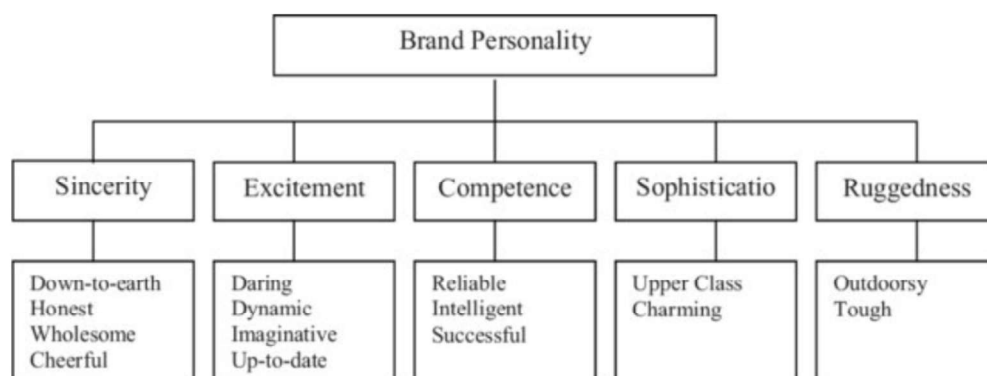 Brand Personality
Sincerity
Excitement
Competence
Sophisticatio
Ruggedness
Down-to-earth
Honest
Wholesome
Cheerful
Daring
Dynamic
Imaginative
Up-to-date
Reliable
Intelligent
Successful
Upper Class
Charming
Outdoorsy
Tough